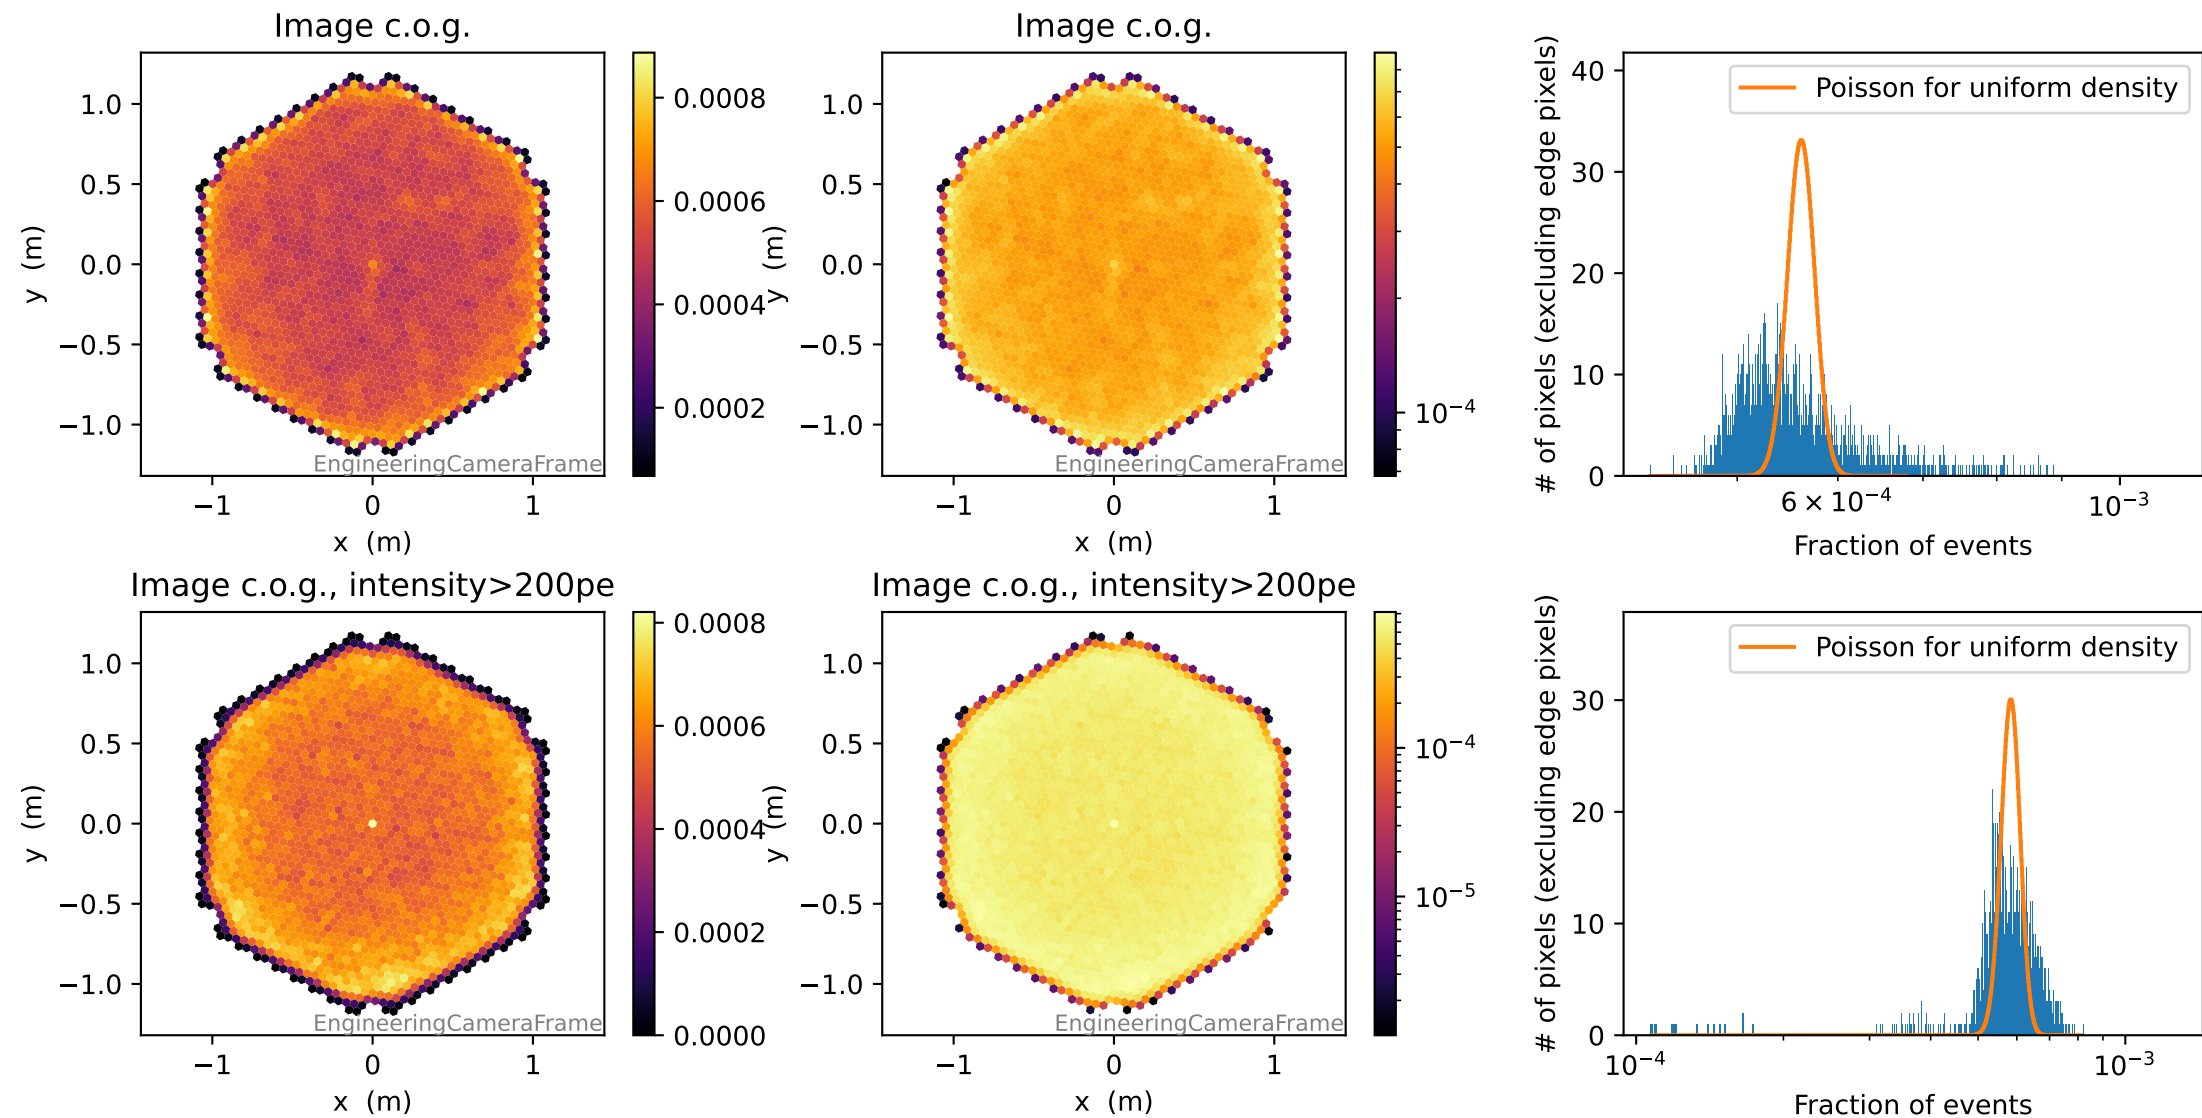 Image c.o.g.
y (m)
1.0
0.5
0.0
−0.5
−1.0
−1 0 1
x (m)
EngineeringCameraFrame
0.0008
0.0006
0.0004
0.0002
Image c.o.g.
y (m)
1.0
0.5
0.0
−0.5
−1.0
−1 0 1
x (m)
EngineeringCameraFrame
10⁻⁴
# of pixels (excluding edge pixels)
40
30
20
10
0
Poisson for uniform density
6 × 10⁻⁴ 10⁻³
Fraction of events
Image c.o.g., intensity>200pe
y (m)
1.0
0.5
0.0
−0.5
−1.0
−1 0 1
x (m)
EngineeringCameraFrame
0.0008
0.0006
0.0004
0.0002
0.0000
Image c.o.g., intensity>200pe
y (m)
1.0
0.5
0.0
−0.5
−1.0
−1 0 1
x (m)
EngineeringCameraFrame
10⁻⁴
10⁻⁵
# of pixels (excluding edge pixels)
30
20
10
0
Poisson for uniform density
10⁻⁴ 10⁻³
Fraction of events